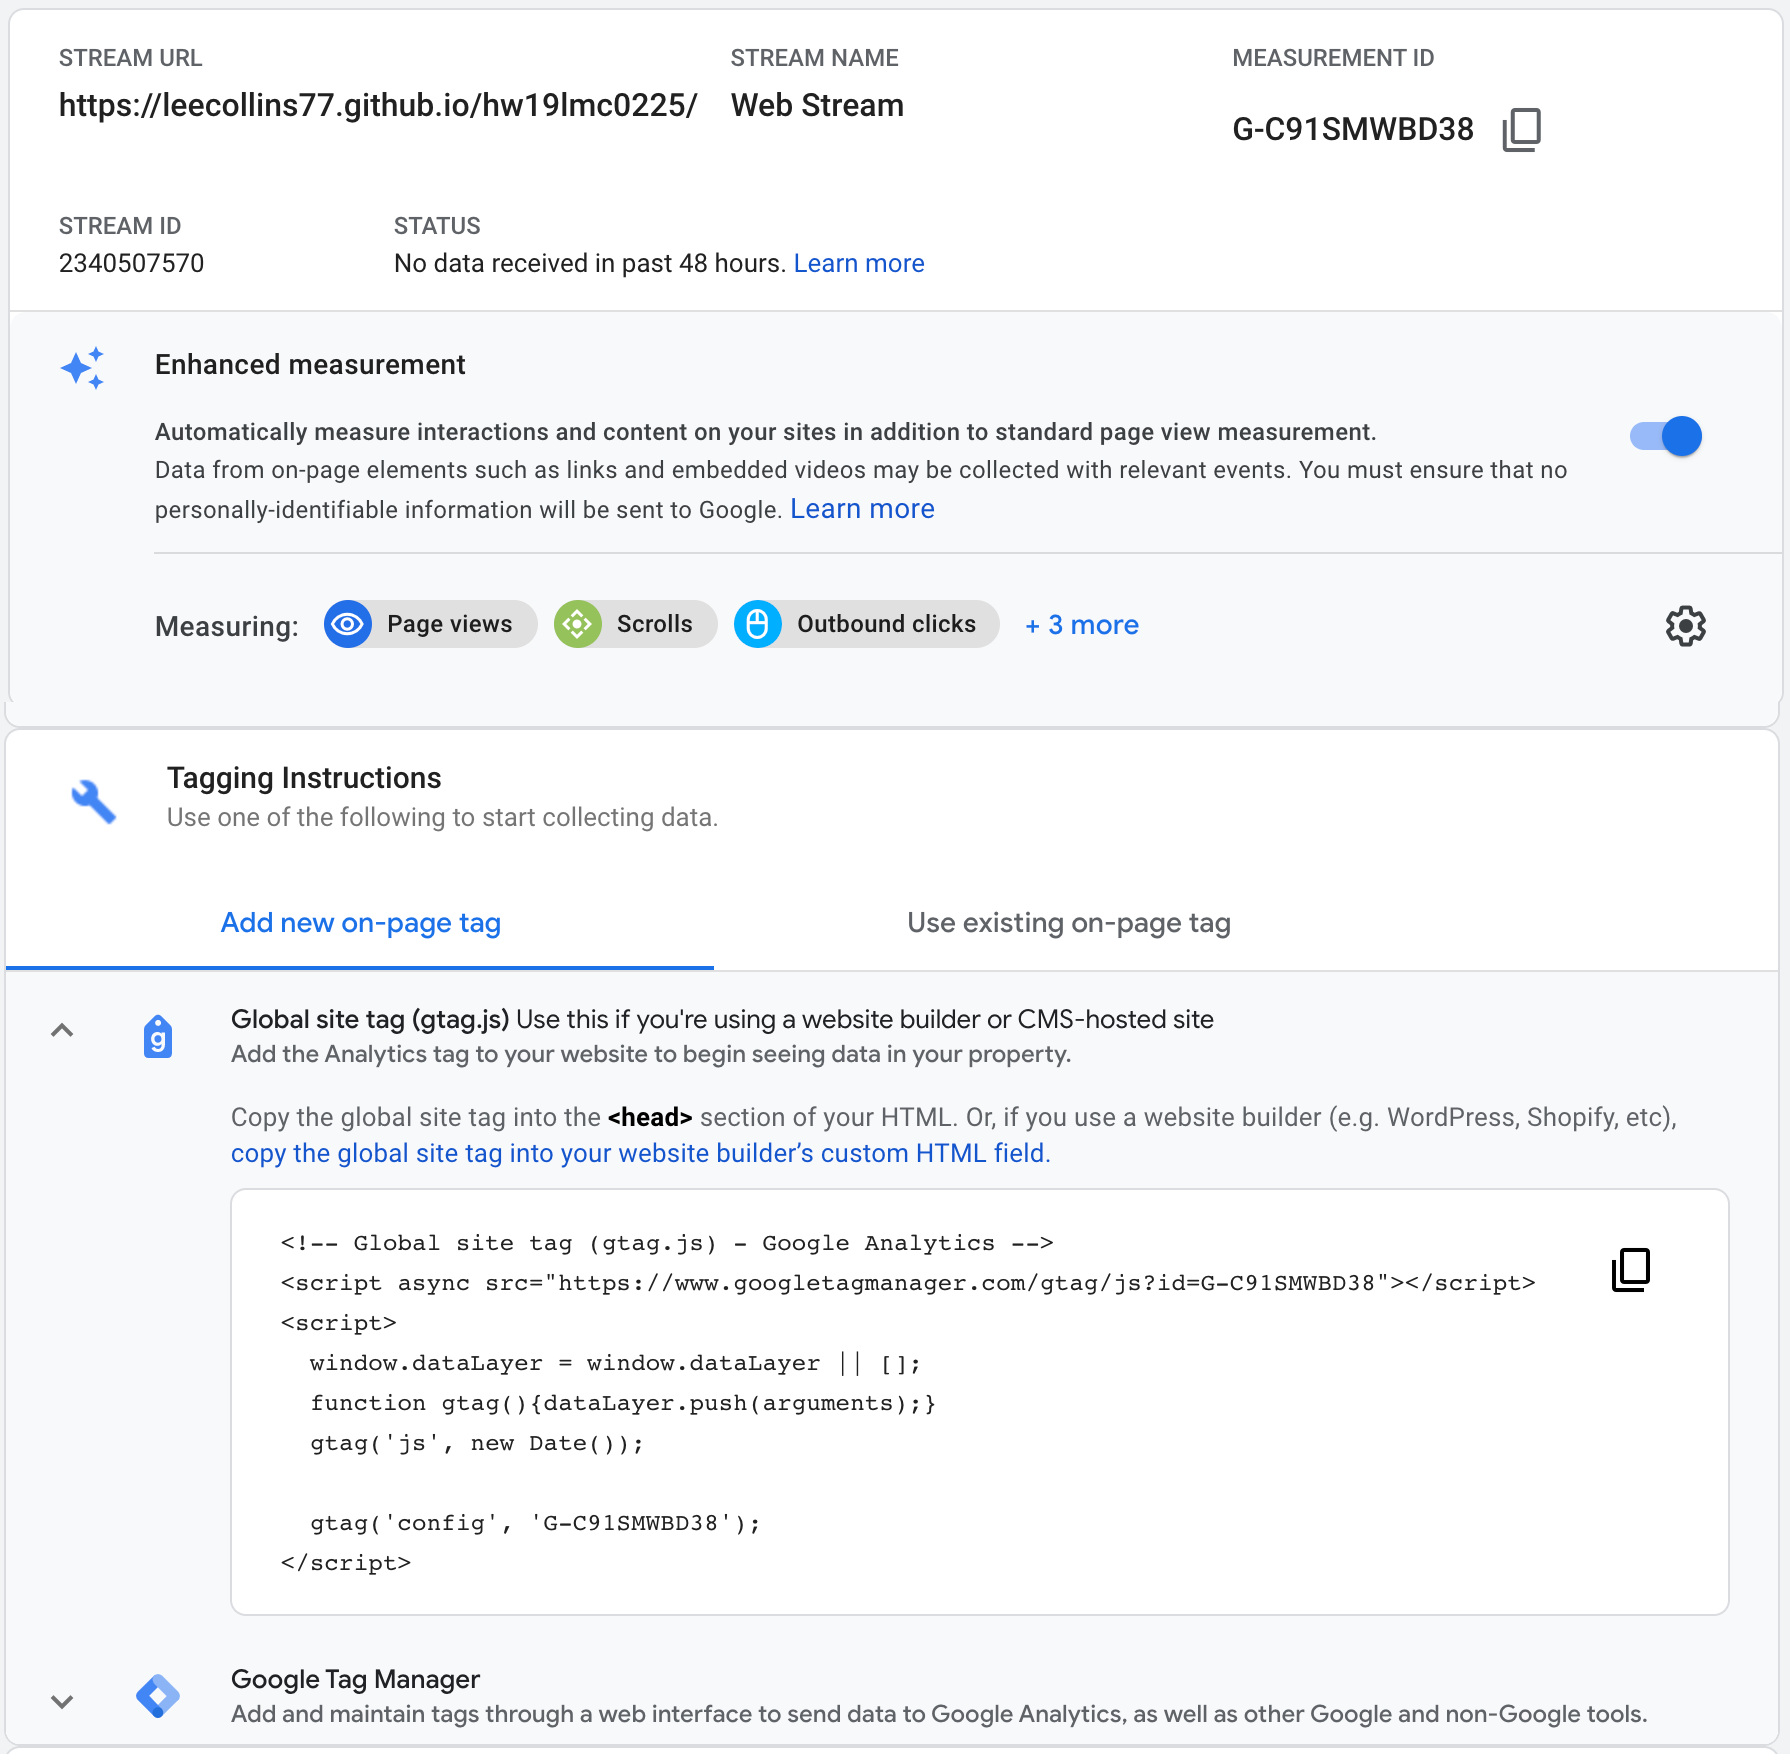 STREAM URL
https://leecollins77.github.io/hw19lmc0225/
STREAM NAME
Web Stream
MEASUREMENT ID
G-C91SMWBD38
STREAM ID
2340507570
STATUS
No data received in past 48 hours. Learn more
Enhanced measurement
Automatically measure interactions and content on your sites in addition to standard page view measurement.
Data from on-page elements such as links and embedded videos may be collected with relevant events. You must ensure that no
personally-identifiable information will be sent to Google. Learn more
Measuring: Page views Scrolls Outbound clicks + 3 more
Tagging Instructions
Use one of the following to start collecting data.
Add new on-page tag
Use existing on-page tag
g
Global site tag (gtag.js) Use this if you're using a website builder or CMS-hosted site
Add the Analytics tag to your website to begin seeing data in your property.
Copy the global site tag into the <head> section of your HTML. Or, if you use a website builder (e.g. WordPress, Shopify, etc),
copy the global site tag into your website builder’s custom HTML field.
<!-- Global site tag (gtag.js) - Google Analytics -->
<script async src="https://www.googletagmanager.com/gtag/js?id=G-C91SMWBD38"></script>
<script>
  window.dataLayer = window.dataLayer || [];
  function gtag(){dataLayer.push(arguments);}
  gtag('js', new Date());
  gtag('config', 'G-C91SMWBD38');
</script>
Google Tag Manager
Add and maintain tags through a web interface to send data to Google Analytics, as well as other Google and non-Google tools.